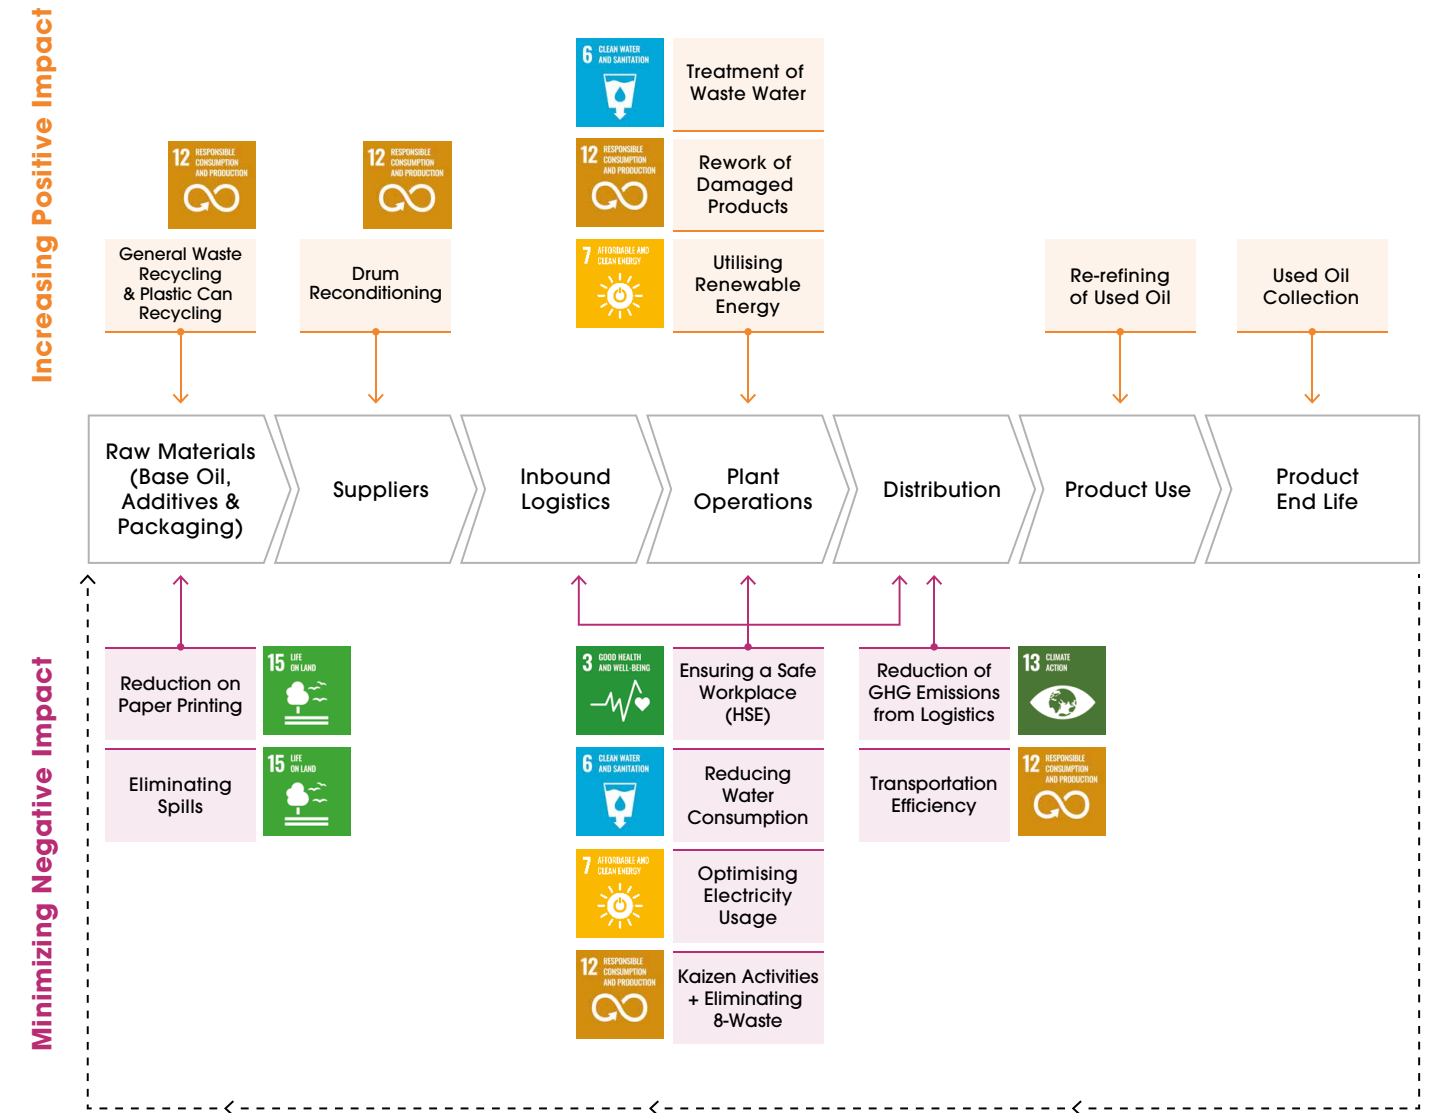 Increasing Positive Impact
6 CLEAN WATER
AND SANITATION
Treatment of
Waste Water
12 RESPONSIBLE
CONSUMPTION
AND PRODUCTION
12 RESPONSIBLE
CONSUMPTION
AND PRODUCTION
12 RESPONSIBLE
CONSUMPTION
AND PRODUCTION
Rework of
Damaged
Products
General Waste
Recycling
& Plastic Can
Recycling
Drum
Reconditioning
7 AFFORDABLE AND
CLEAN ENERGY
Utilising
Renewable
Energy
Re-refining
of Used Oil
Used Oil
Collection
Raw Materials
(Base Oil,
Additives &
Packaging)
Suppliers
Inbound
Logistics
Plant
Operations
Distribution
Product Use
Product
End Life
Minimizing Negative Impact
Reduction on
Paper Printing
15 LIFE
ON LAND
Eliminating
Spills
15 LIFE
ON LAND
3 GOOD HEALTH
AND WELL-BEING
Ensuring a Safe
Workplace
(HSE)
6 CLEAN WATER
AND SANITATION
Reducing
Water
Consumption
7 AFFORDABLE AND
CLEAN ENERGY
Optimising
Electricity
Usage
12 RESPONSIBLE
CONSUMPTION
AND PRODUCTION
Kaizen Activities
+ Eliminating
8-Waste
Reduction of
GHG Emissions
from Logistics
13 CLIMATE
ACTION
Transportation
Efficiency
12 RESPONSIBLE
CONSUMPTION
AND PRODUCTION